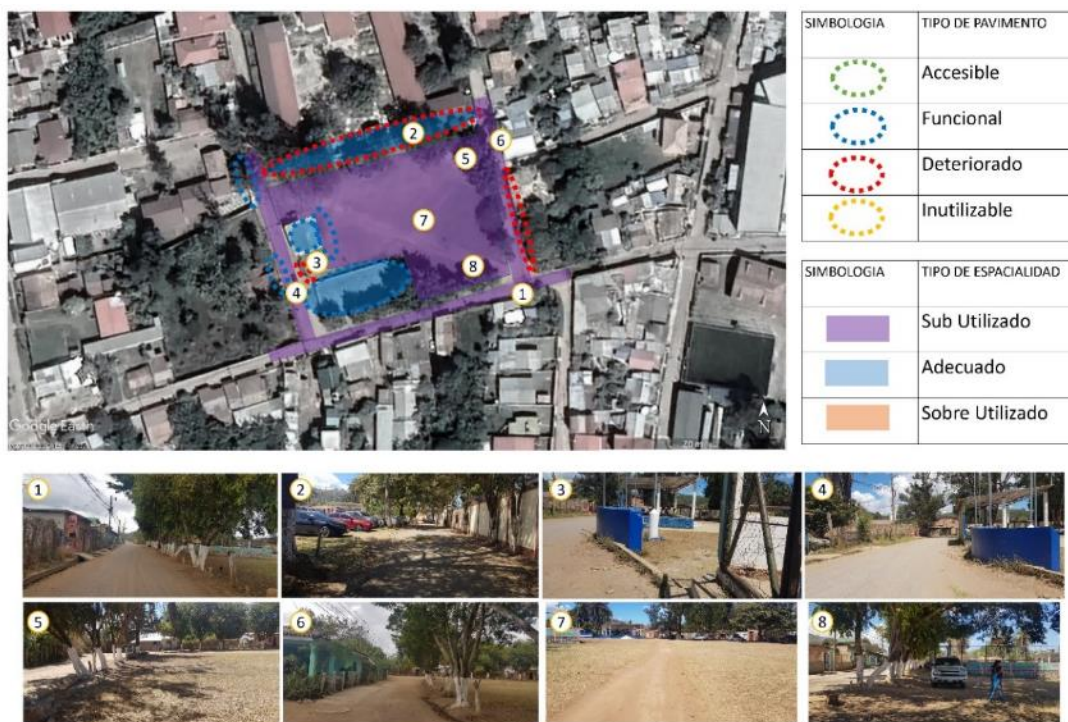 SIMBOLOGIA TIPO DE PAVIMENTO
Accesible
Funcional
Deteriorado
Inutilizable
SIMBOLOGIA TIPO DE ESPACIALIDAD
Sub Utilizado
Adecuado
Sobre Utilizado
2
6
5
7
3
8
4
1
Google Earth
N
20 m
1
2
3
4
5
6
7
8